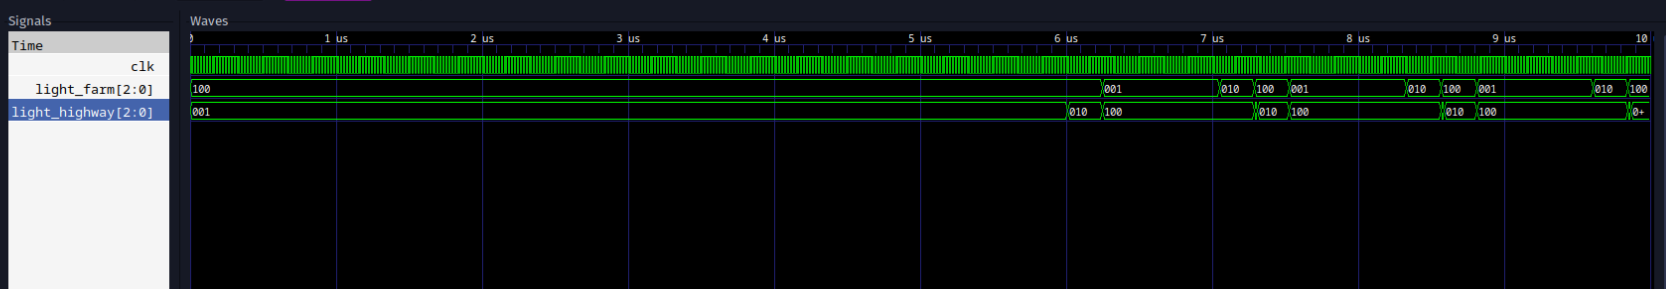 Signals
Waves
Time
0 1 us 2 us 3 us 4 us 5 us 6 us 7 us 8 us 9 us 10
clk
light_farm[2:0] 100 001 010 100 001 010 100 001 010 100
light_highway[2:0] 001 010 100 010 100 010 100 0+